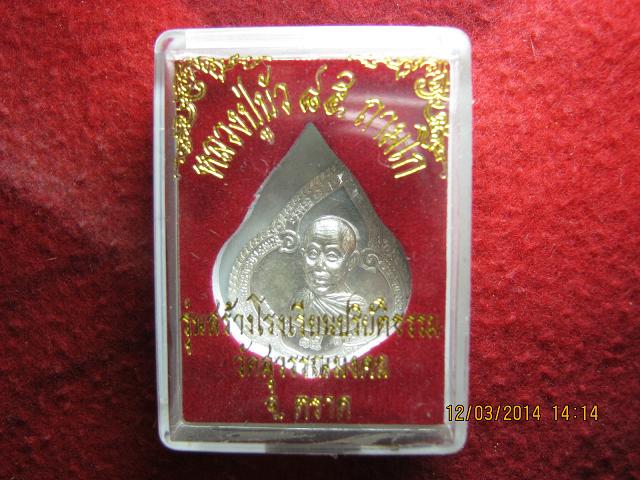 หลวงปู่บัว ๘๕ ถามโก
รุ่นสร้างโรงเรียนปริยัติธรรม
วัดสุวรรณมงคล
จ. ตราด
12/03/2014 14:14